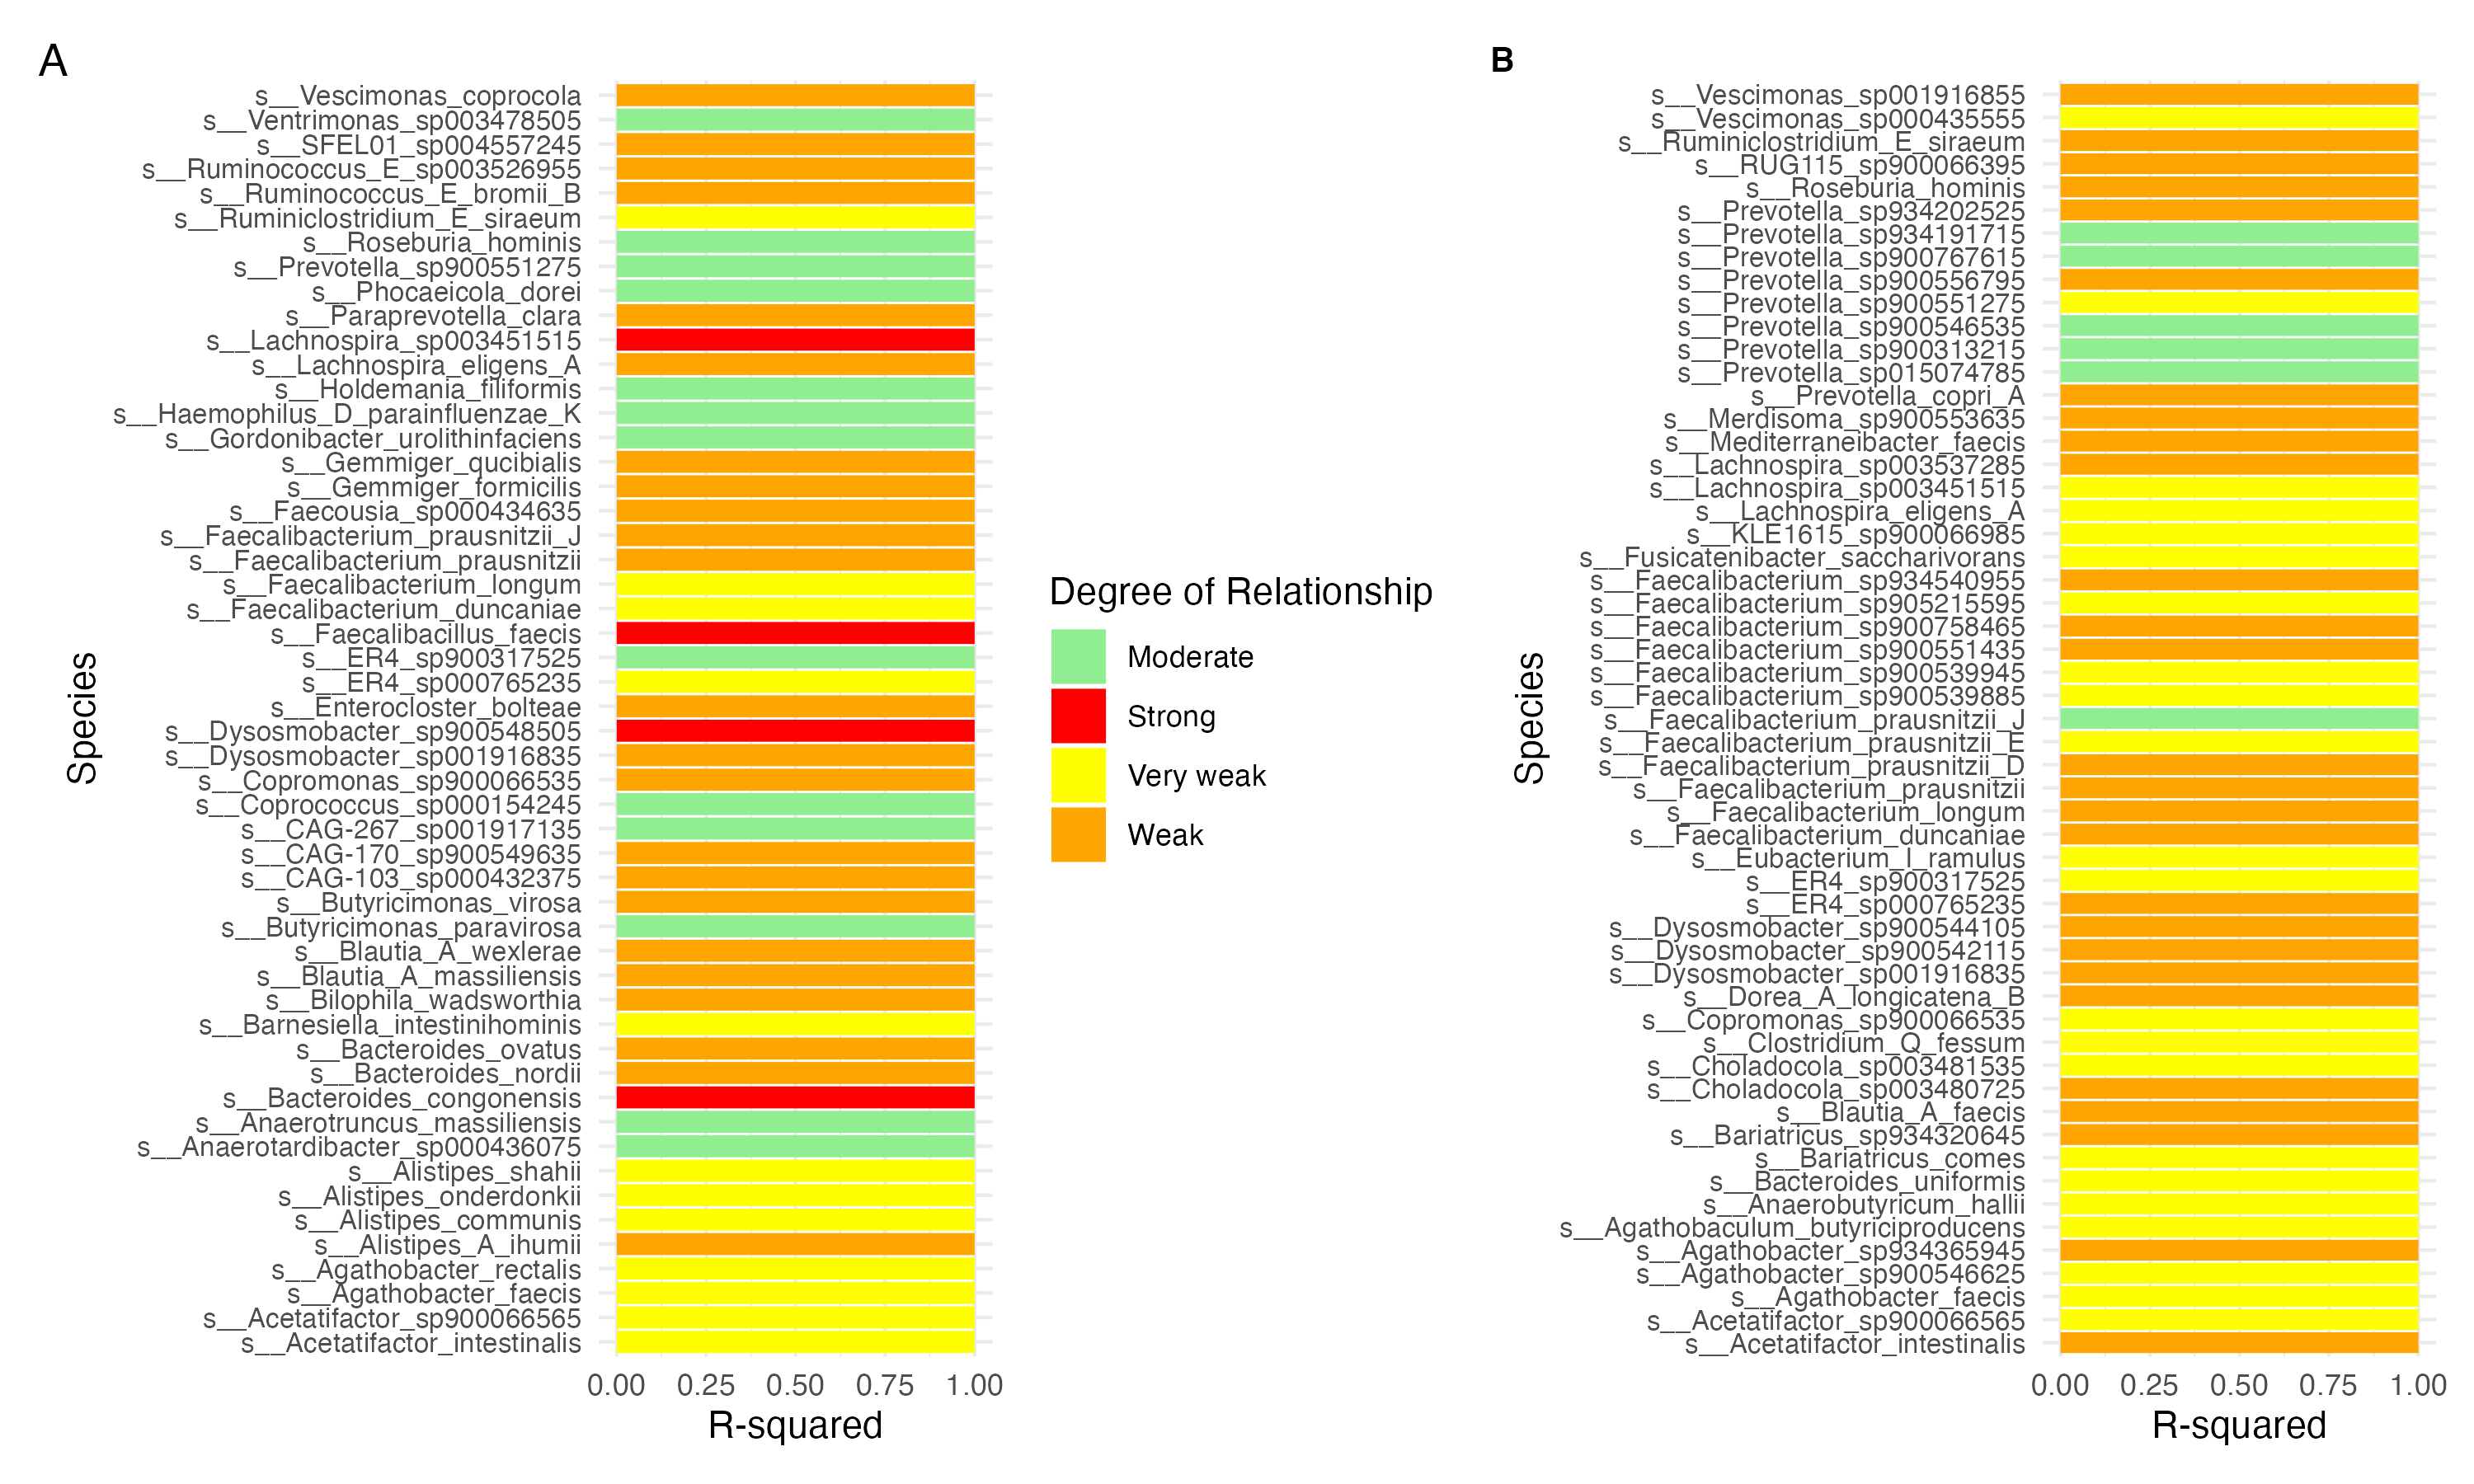 A
s__Vescimonas_coprocola
s__Ventrimonas_sp003478505
s__SFEL01_sp004557245
s__Ruminococcus_E_sp003526955
s__Ruminococcus_E_bromii_B
s__Ruminiclostridium_E_siraeum
s__Roseburia_hominis
s__Prevotella_sp900551275
s__Phocaeicola_dorei
s__Paraprevotella_clara
s__Lachnospira_sp003451515
s__Lachnospira_eligens_A
s__Holdemania_filiformis
s__Haemophilus_D_parainfluenzae_K
s__Gordonibacter_urolithinfaciens
s__Gemmiger_qucibialis
s__Gemmiger_formicilis
s__Faecousia_sp000434635
s__Faecalibacterium_prausnitzii_J
s__Faecalibacterium_prausnitzii
s__Faecalibacterium_longum
s__Faecalibacterium_duncaniae
s__Faecalibacillus_faecis
s__ER4_sp900317525
s__ER4_sp000765235
s__Enterocloster_bolteae
s__Dysosmobacter_sp900548505
s__Dysosmobacter_sp001916835
s__Copromonas_sp900066535
s__Coprococcus_sp000154245
s__CAG-267_sp001917135
s__CAG-170_sp900549635
s__CAG-103_sp000432375
s__Butyricimonas_virosa
s__Butyricimonas_paravirosa
s__Blautia_A_wexlerae
s__Blautia_A_massiliensis
s__Bilophila_wadsworthia
s__Barnesiella_intestinihominis
s__Bacteroides_ovatus
s__Bacteroides_nordii
s__Bacteroides_congonensis
s__Anaerotruncus_massiliensis
s__Anaerotardibacter_sp000436075
s__Alistipes_shahii
s__Alistipes_onderdonkii
s__Alistipes_communis
s__Alistipes_A_ihumii
s__Agathobacter_rectalis
s__Agathobacter_faecis
s__Acetatifactor_sp900066565
s__Acetatifactor_intestinalis
Species
0.00 0.25 0.50 0.75 1.00
R-squared
Degree of Relationship
Moderate
Strong
Very weak
Weak
B
s__Vescimonas_sp001916855
s__Vescimonas_sp000435555
s__Ruminiclostridium_E_siraeum
s__RUG115_sp900066395
s__Roseburia_hominis
s__Prevotella_sp934202525
s__Prevotella_sp934191715
s__Prevotella_sp900767615
s__Prevotella_sp900556795
s__Prevotella_sp900551275
s__Prevotella_sp900546535
s__Prevotella_sp900313215
s__Prevotella_sp015074785
s__Prevotella_copri_A
s__Merdisoma_sp900553635
s__Mediterraneibacter_faecis
s__Lachnospira_sp003537285
s__Lachnospira_sp003451515
s__Lachnospira_eligens_A
s__KLE1615_sp900066985
s__Fusicatenibacter_saccharivorans
s__Faecalibacterium_sp934540955
s__Faecalibacterium_sp905215595
s__Faecalibacterium_sp900758465
s__Faecalibacterium_sp900551435
s__Faecalibacterium_sp900539945
s__Faecalibacterium_sp900539885
s__Faecalibacterium_prausnitzii_J
s__Faecalibacterium_prausnitzii_E
s__Faecalibacterium_prausnitzii_D
s__Faecalibacterium_prausnitzii
s__Faecalibacterium_longum
s__Faecalibacterium_duncaniae
s__Eubacterium_I_ramulus
s__ER4_sp900317525
s__ER4_sp000765235
s__Dysosmobacter_sp900544105
s__Dysosmobacter_sp900542115
s__Dysosmobacter_sp001916835
s__Dorea_A_longicatena_B
s__Copromonas_sp900066535
s__Clostridium_Q_fessum
s__Choladocola_sp003481535
s__Choladocola_sp003480725
s__Blautia_A_faecis
s__Bariatricus_sp934320645
s__Bariatricus_comes
s__Bacteroides_uniformis
s__Anaerobutyricum_hallii
s__Agathobaculum_butyriciproducens
s__Agathobacter_sp934365945
s__Agathobacter_sp900546625
s__Agathobacter_faecis
s__Acetatifactor_sp900066565
s__Acetatifactor_intestinalis
Species
0.00 0.25 0.50 0.75 1.00
R-squared